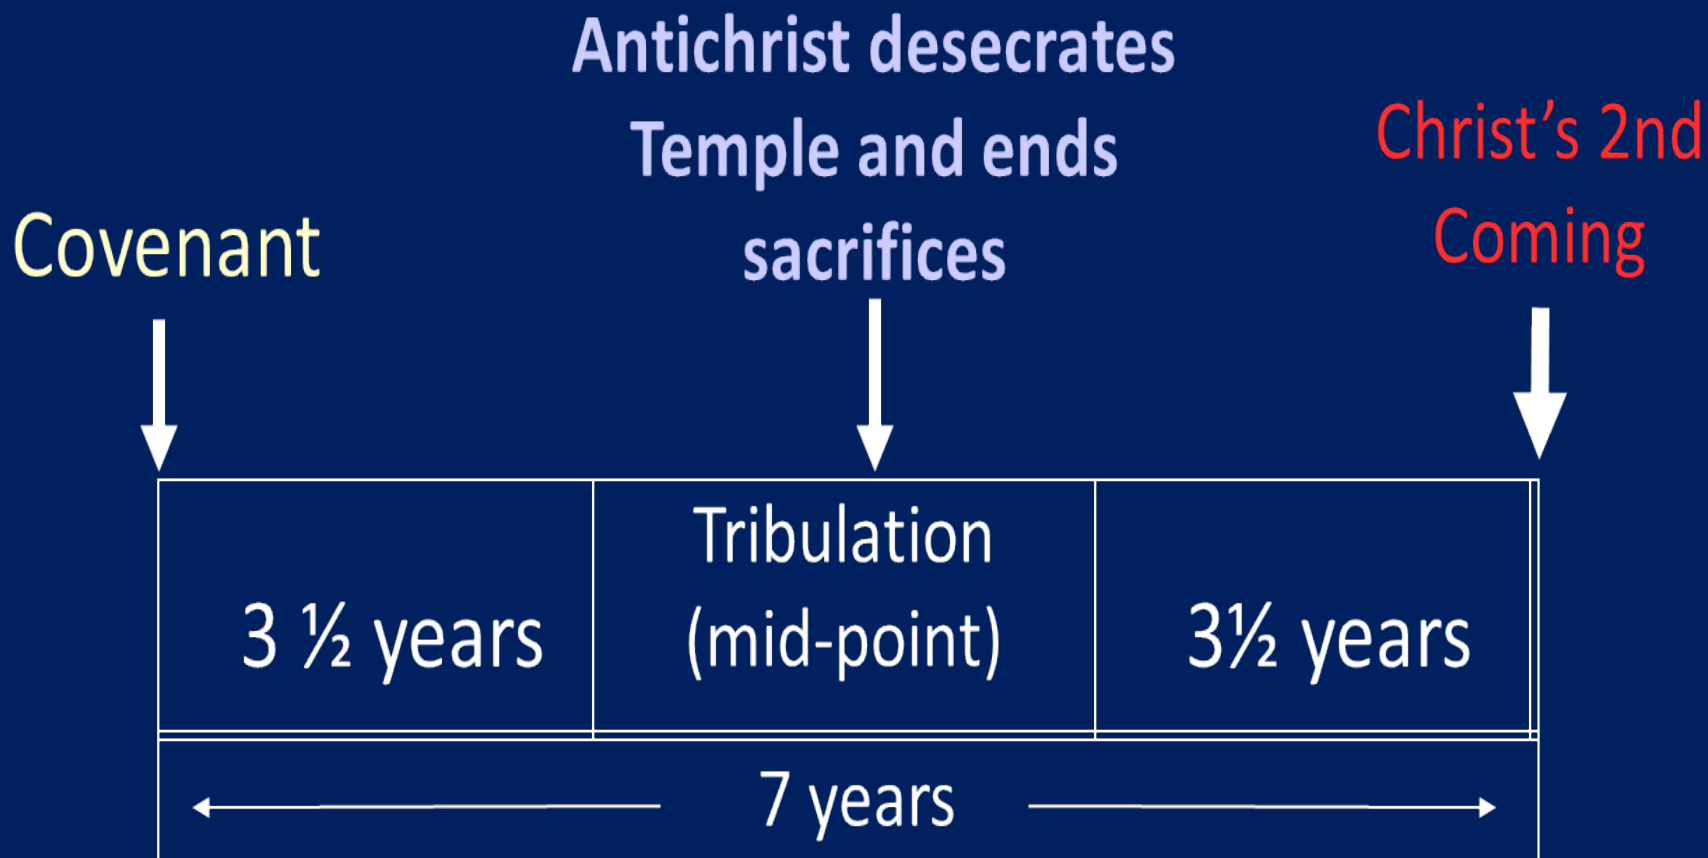 Antichrist desecrates
Temple and ends
sacrifices
Christ’s 2nd
Coming
Covenant
Tribulation
(mid-point)
3 ½ years
3½ years
7 years